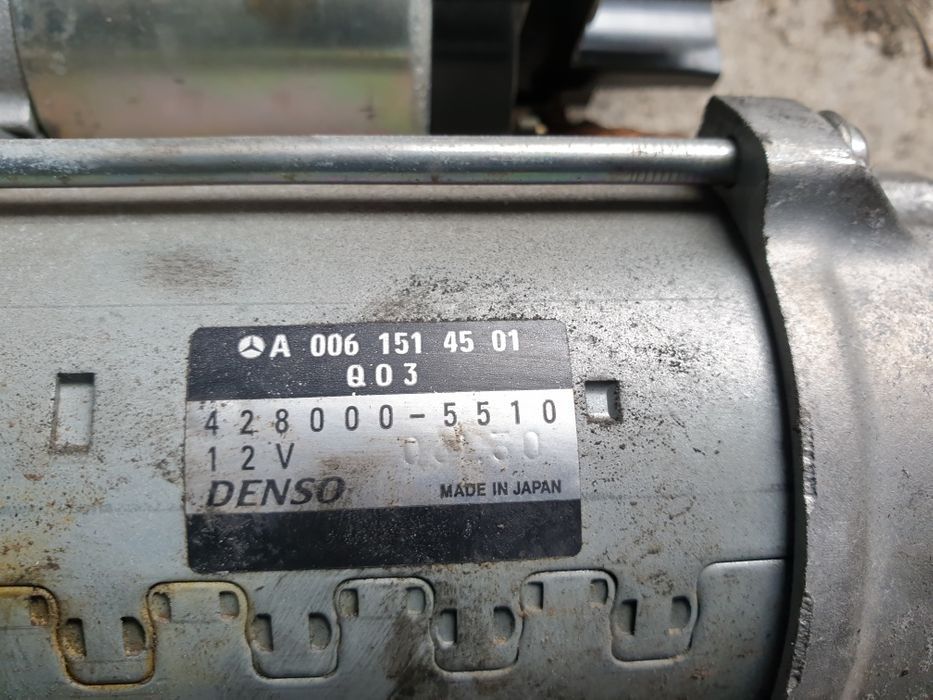 A 006 151 45 01
Q03
428000-5510
12V
DENSO
MADE IN JAPAN